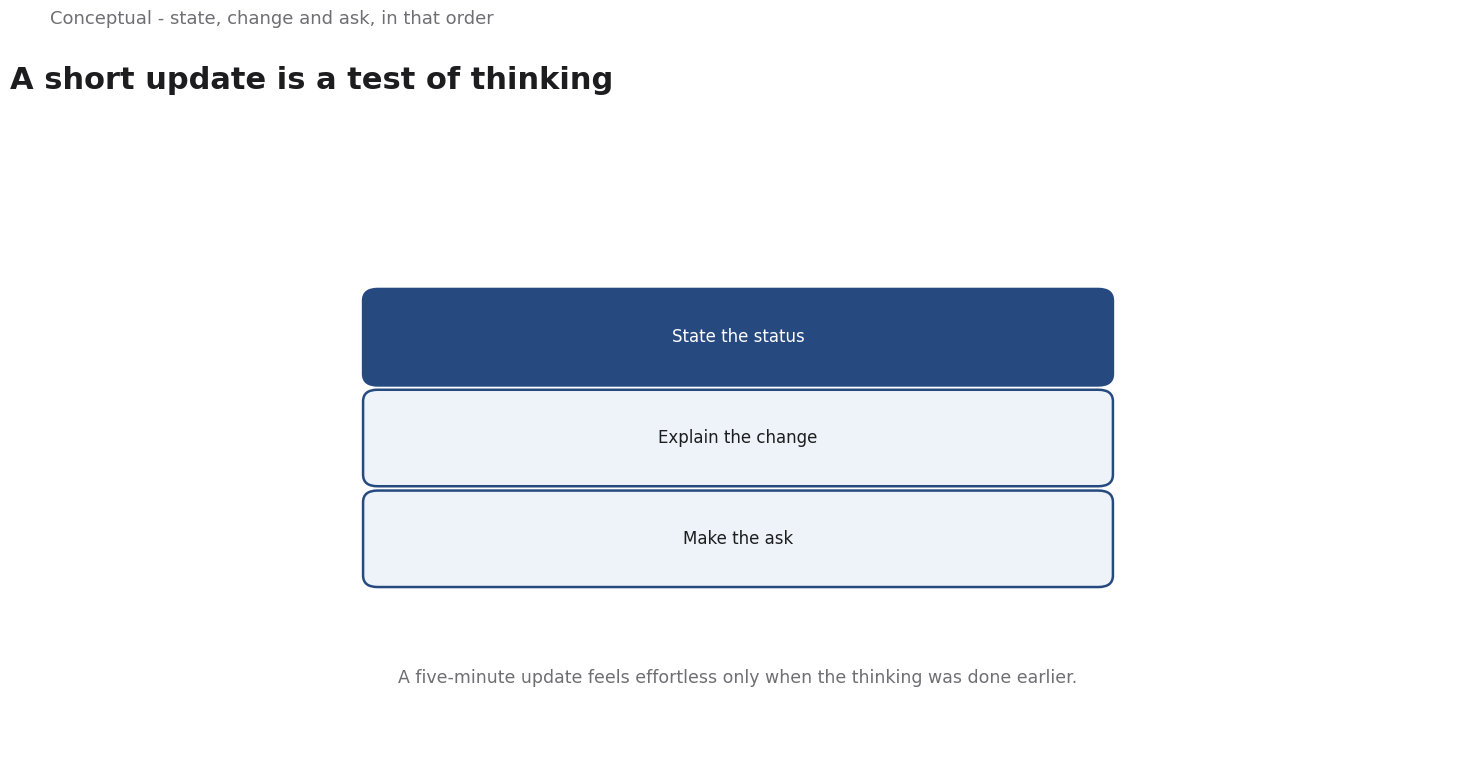 Conceptual - state, change and ask, in that order
A short update is a test of thinking
State the status
Explain the change
Make the ask
A five-minute update feels effortless only when the thinking was done earlier.